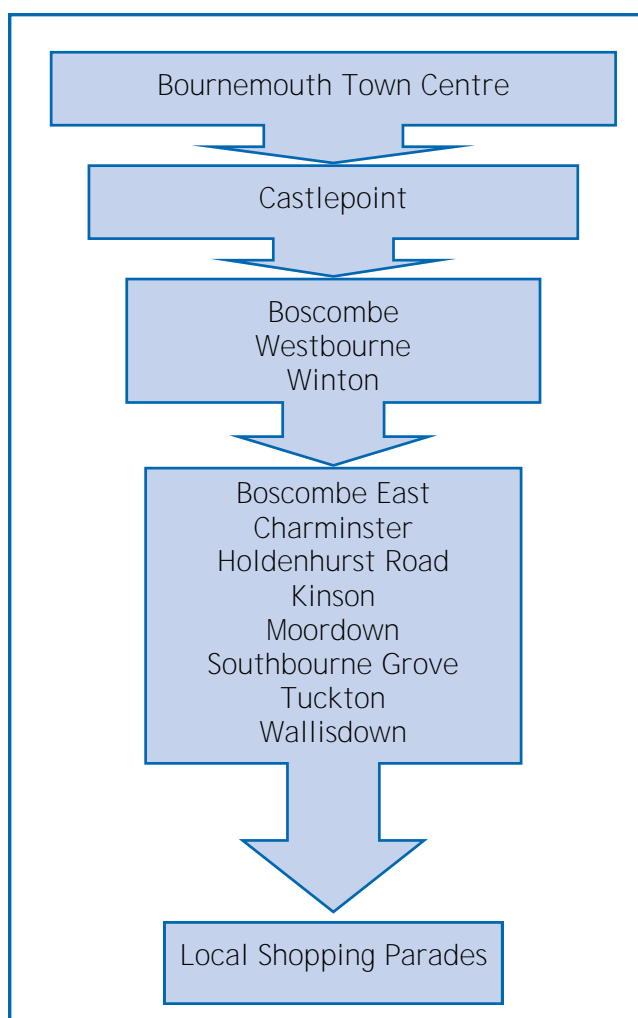 Bournemouth Town Centre
Castlepoint
Boscombe
Westbourne
Winton
Boscombe East
Charminster
Holdenhurst Road
Kinson
Moordown
Southbourne Grove
Tuckton
Wallisdown
Local Shopping Parades